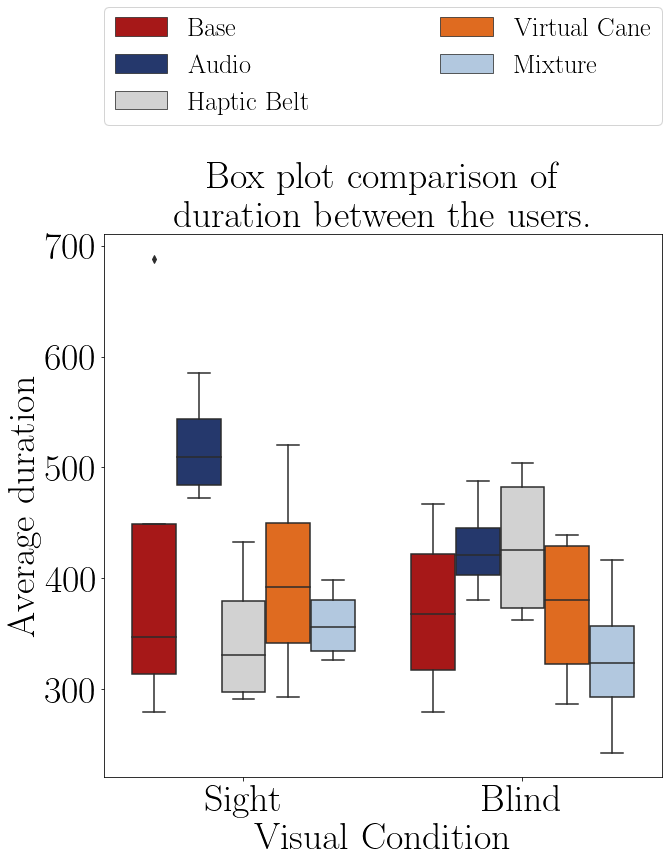 Base
Audio
Haptic Belt
Virtual Cane
Mixture
Box plot comparison of
duration between the users.
700
600
500
400
300
Average duration
Sight
Blind
Visual Condition